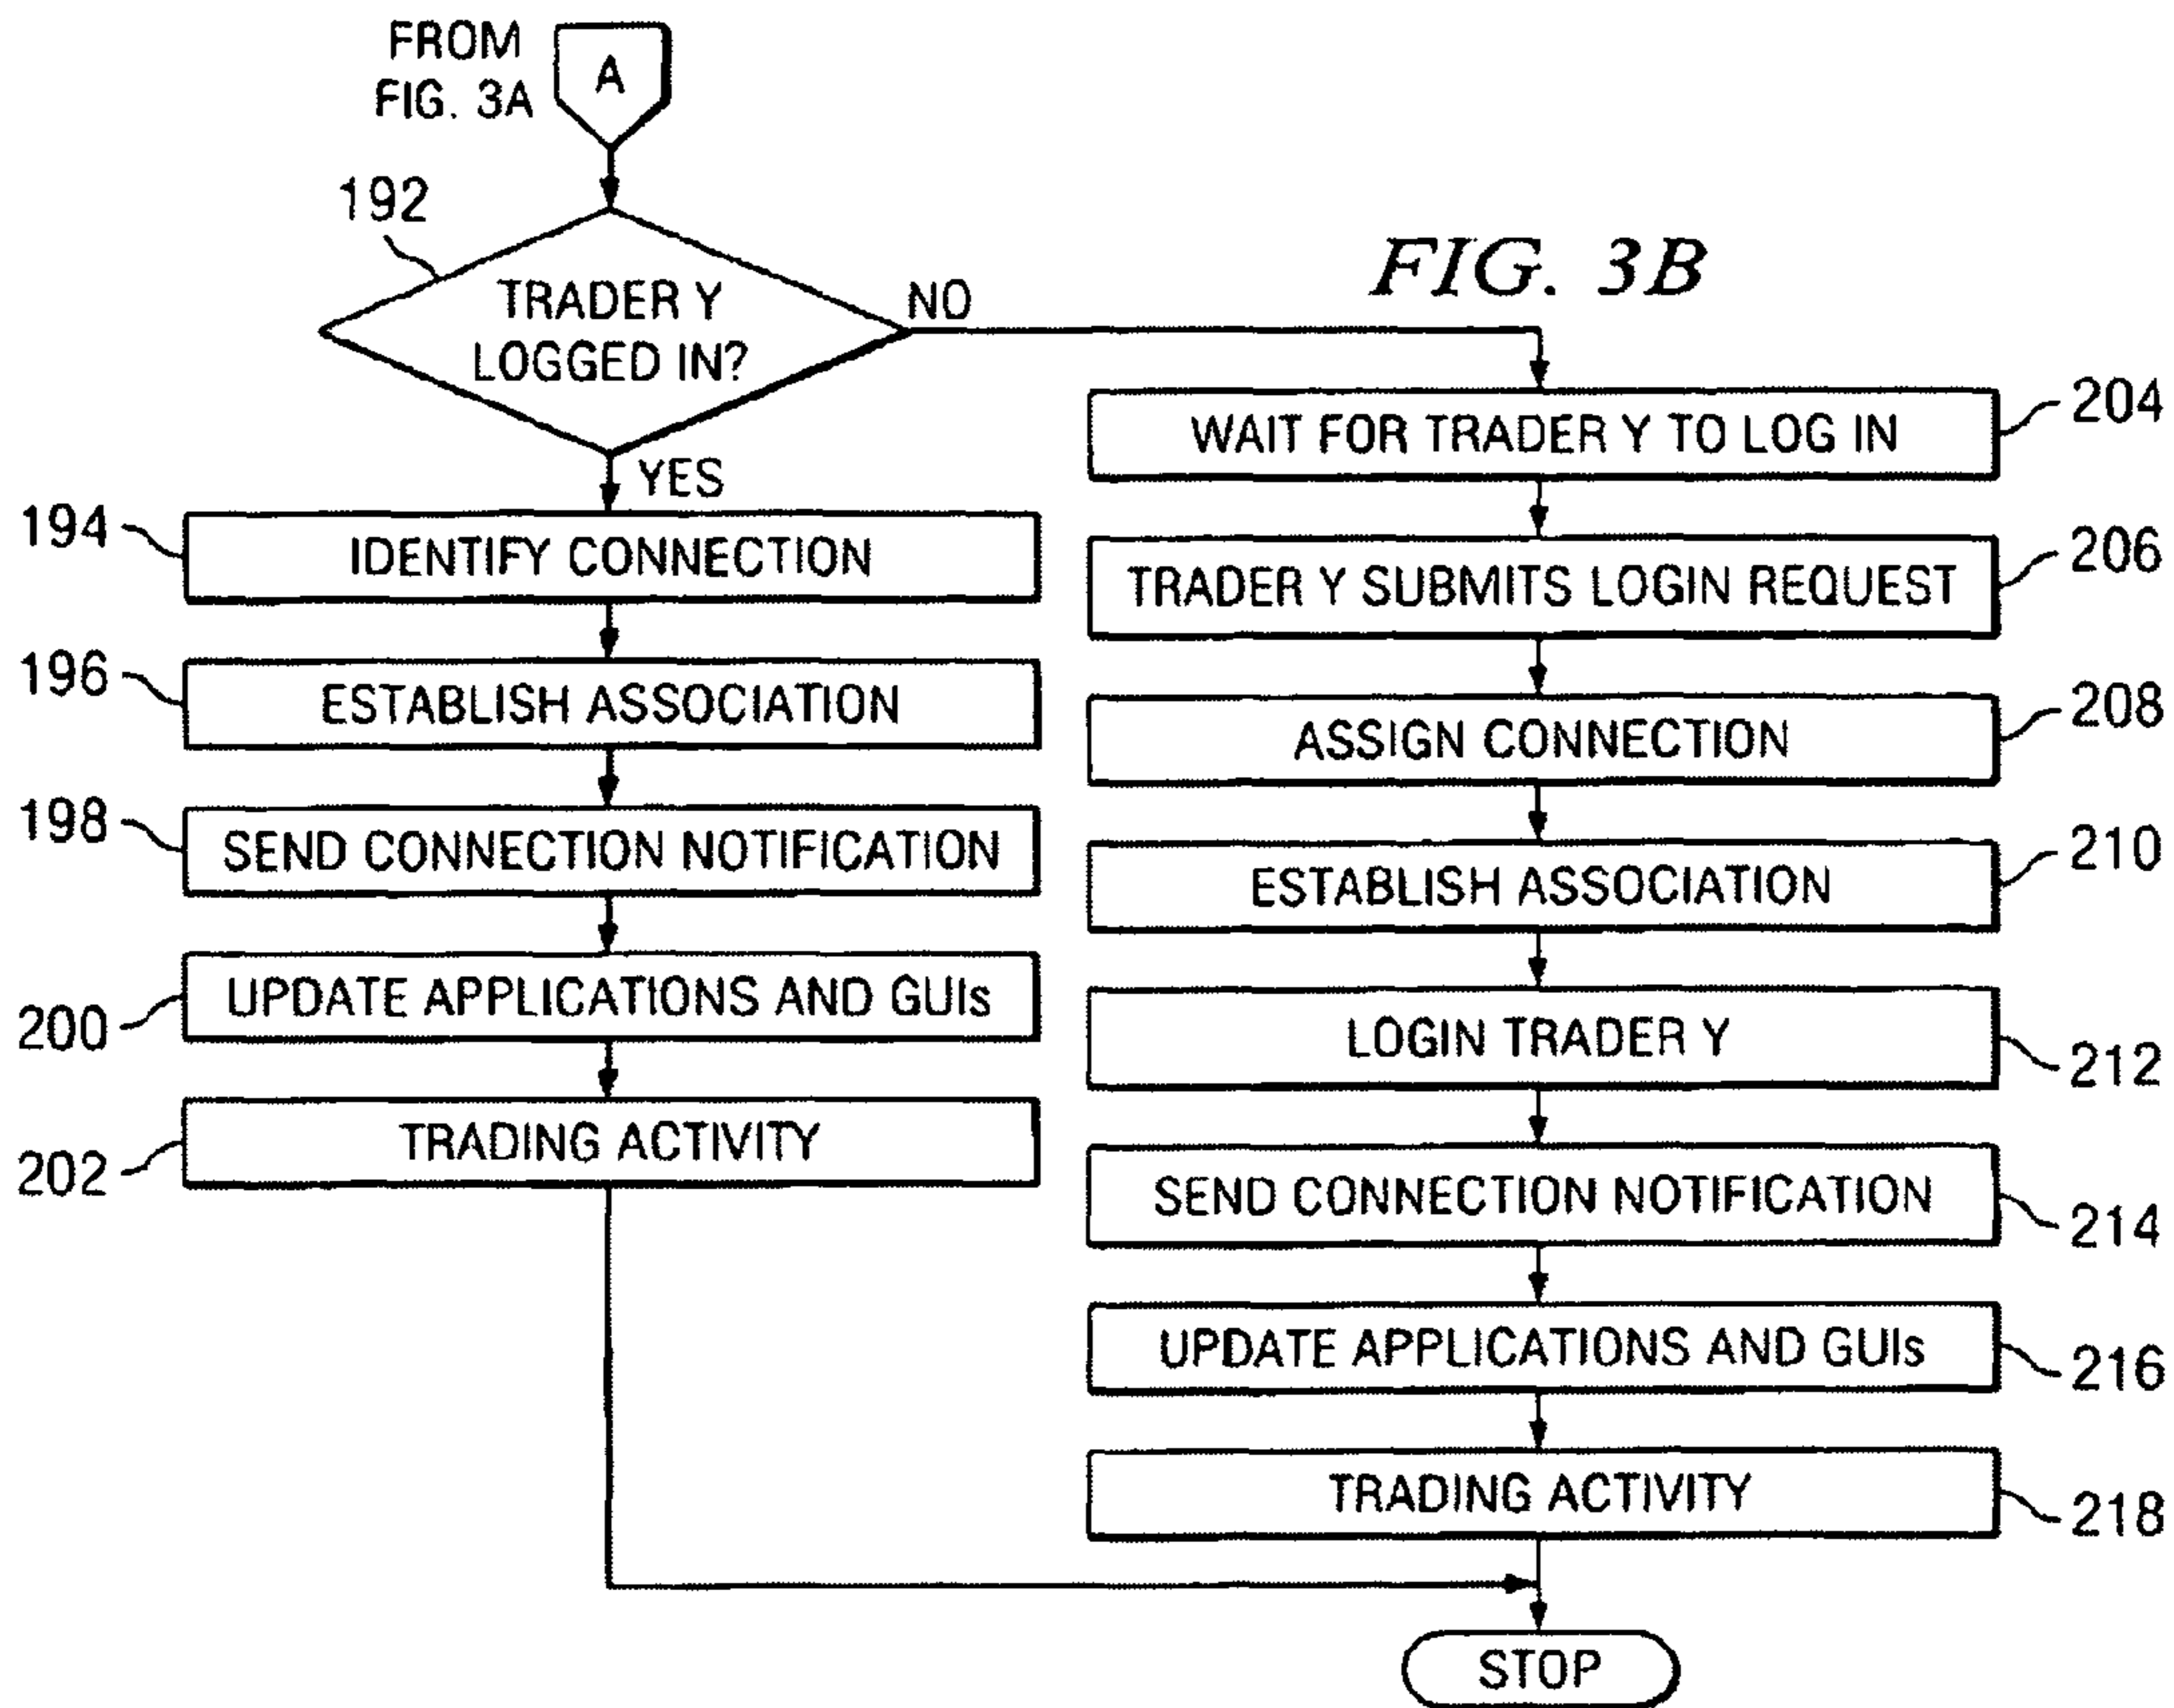 FROM
FIG. 3A
A
192
TRADER Y
LOGGED IN?
NO
YES
FIG. 3B
194
IDENTIFY CONNECTION
196
ESTABLISH ASSOCIATION
198
SEND CONNECTION NOTIFICATION
200
UPDATE APPLICATIONS AND GUIs
202
TRADING ACTIVITY
WAIT FOR TRADER Y TO LOG IN
204
TRADER Y SUBMITS LOGIN REQUEST
206
ASSIGN CONNECTION
208
ESTABLISH ASSOCIATION
210
LOGIN TRADER Y
212
SEND CONNECTION NOTIFICATION
214
UPDATE APPLICATIONS AND GUIs
216
TRADING ACTIVITY
218
STOP